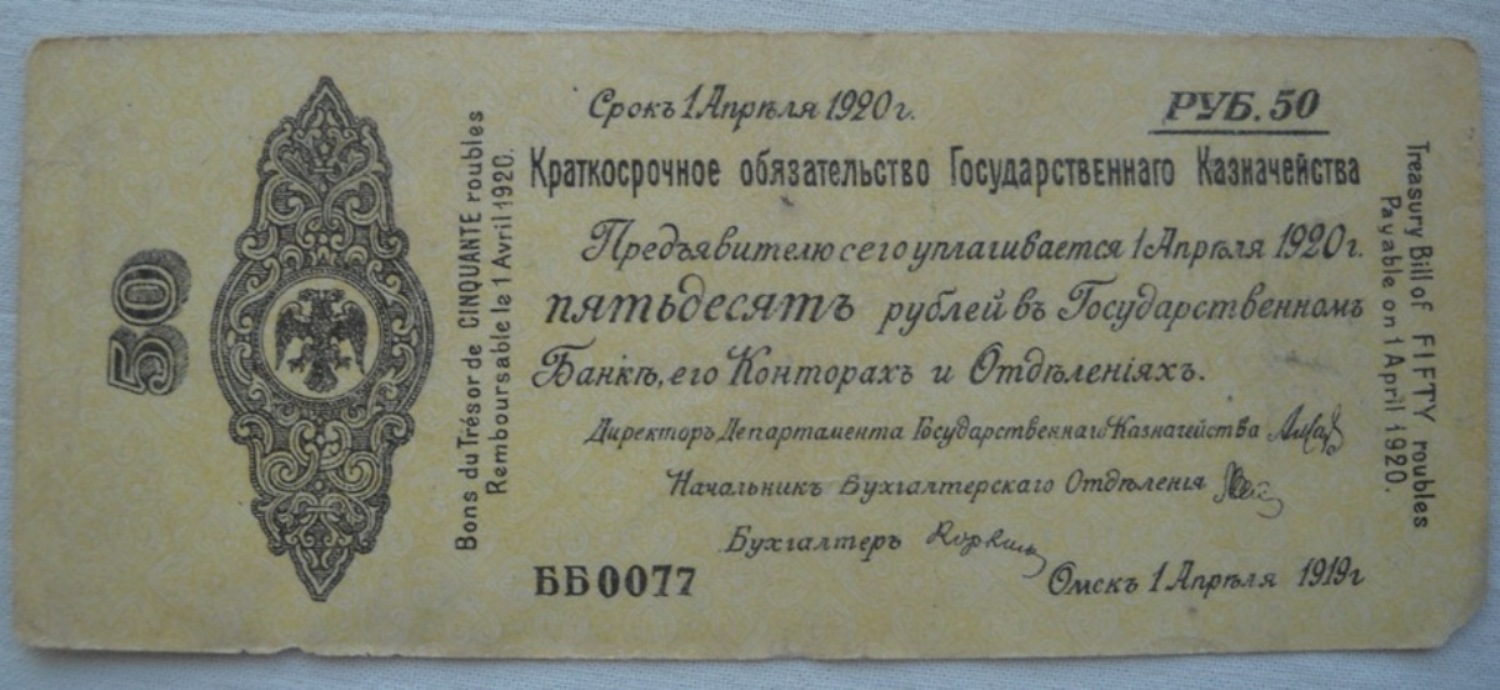 50
Bons du Trésor de CINQUANTE roubles
Remboursable le 1 Avril 1920.
Срокъ 1 Апрѣля 1920 г.
РУБ. 50
Краткосрочное обязательство Государственнаго Казначейства
Предъявителю сего уплачивается 1 Апрѣля 1920 г.
пятьдесятъ рублей въ Государственномъ
Банкѣ, его Конторахъ и Отдѣленіяхъ.
Директоръ Департамента Государственнаго Казначейства
Начальникъ Бухгалтерскаго Отдѣленія
Бухгалтеръ
ББ0077
Омскъ 1 Апрѣля 1919 г
Treasury Bill of FIFTY roubles
Payable on 1 April 1920.